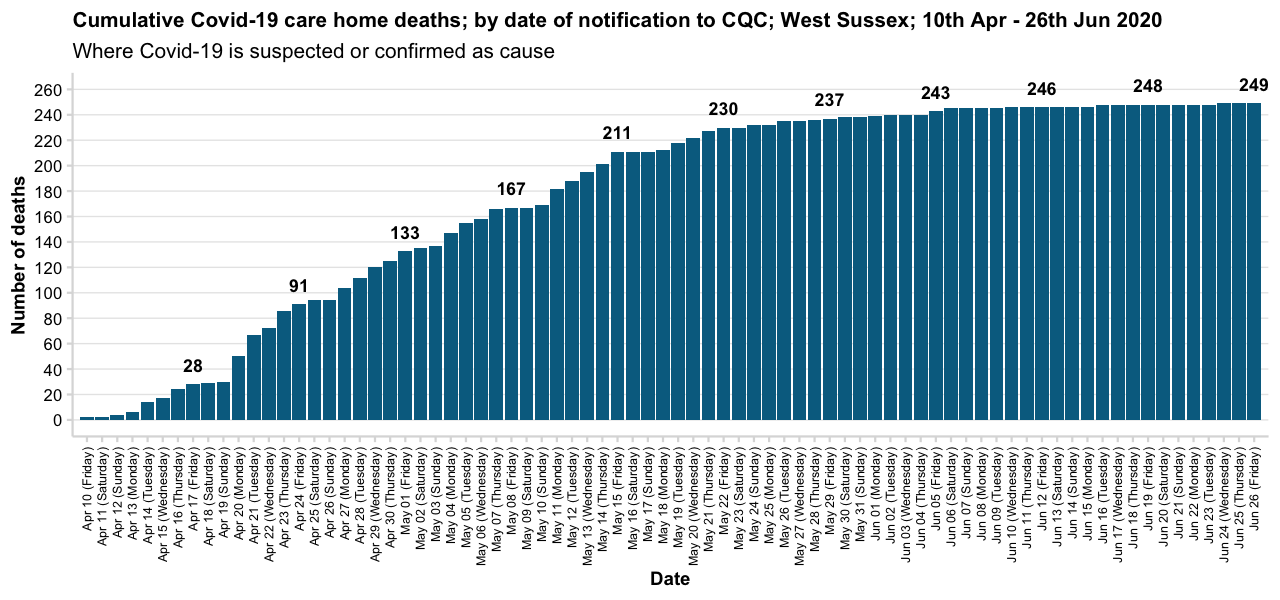 Cumulative Covid-19 care home deaths; by date of notification to CQC; West Sussex; 10th Apr - 26th Jun 2020
Where Covid-19 is suspected or confirmed as cause
Number of deaths
260
240
220
200
180
160
140
120
100
80
60
40
20
0
28
91
133
167
211
230
237
243
246
248
249
Apr 10 (Friday)
Apr 11 (Saturday)
Apr 12 (Sunday)
Apr 13 (Monday)
Apr 14 (Tuesday)
Apr 15 (Wednesday)
Apr 16 (Thursday)
Apr 17 (Friday)
Apr 18 (Saturday)
Apr 19 (Sunday)
Apr 20 (Monday)
Apr 21 (Tuesday)
Apr 22 (Wednesday)
Apr 23 (Thursday)
Apr 24 (Friday)
Apr 25 (Saturday)
Apr 26 (Sunday)
Apr 27 (Monday)
Apr 28 (Tuesday)
Apr 29 (Wednesday)
Apr 30 (Thursday)
May 01 (Friday)
May 02 (Saturday)
May 03 (Sunday)
May 04 (Monday)
May 05 (Tuesday)
May 06 (Wednesday)
May 07 (Thursday)
May 08 (Friday)
May 09 (Saturday)
May 10 (Sunday)
May 11 (Monday)
May 12 (Tuesday)
May 13 (Wednesday)
May 14 (Thursday)
May 15 (Friday)
May 16 (Saturday)
May 17 (Sunday)
May 18 (Monday)
May 19 (Tuesday)
May 20 (Wednesday)
May 21 (Thursday)
May 22 (Friday)
May 23 (Saturday)
May 24 (Sunday)
May 25 (Monday)
May 26 (Tuesday)
May 27 (Wednesday)
May 28 (Thursday)
May 29 (Friday)
May 30 (Saturday)
May 31 (Sunday)
Jun 01 (Monday)
Jun 02 (Tuesday)
Jun 03 (Wednesday)
Jun 04 (Thursday)
Jun 05 (Friday)
Jun 06 (Saturday)
Jun 07 (Sunday)
Jun 08 (Monday)
Jun 09 (Tuesday)
Jun 10 (Wednesday)
Jun 11 (Thursday)
Jun 12 (Friday)
Jun 13 (Saturday)
Jun 14 (Sunday)
Jun 15 (Monday)
Jun 16 (Tuesday)
Jun 17 (Wednesday)
Jun 18 (Thursday)
Jun 19 (Friday)
Jun 20 (Saturday)
Jun 21 (Sunday)
Jun 22 (Monday)
Jun 23 (Tuesday)
Jun 24 (Wednesday)
Jun 25 (Thursday)
Jun 26 (Friday)
Date